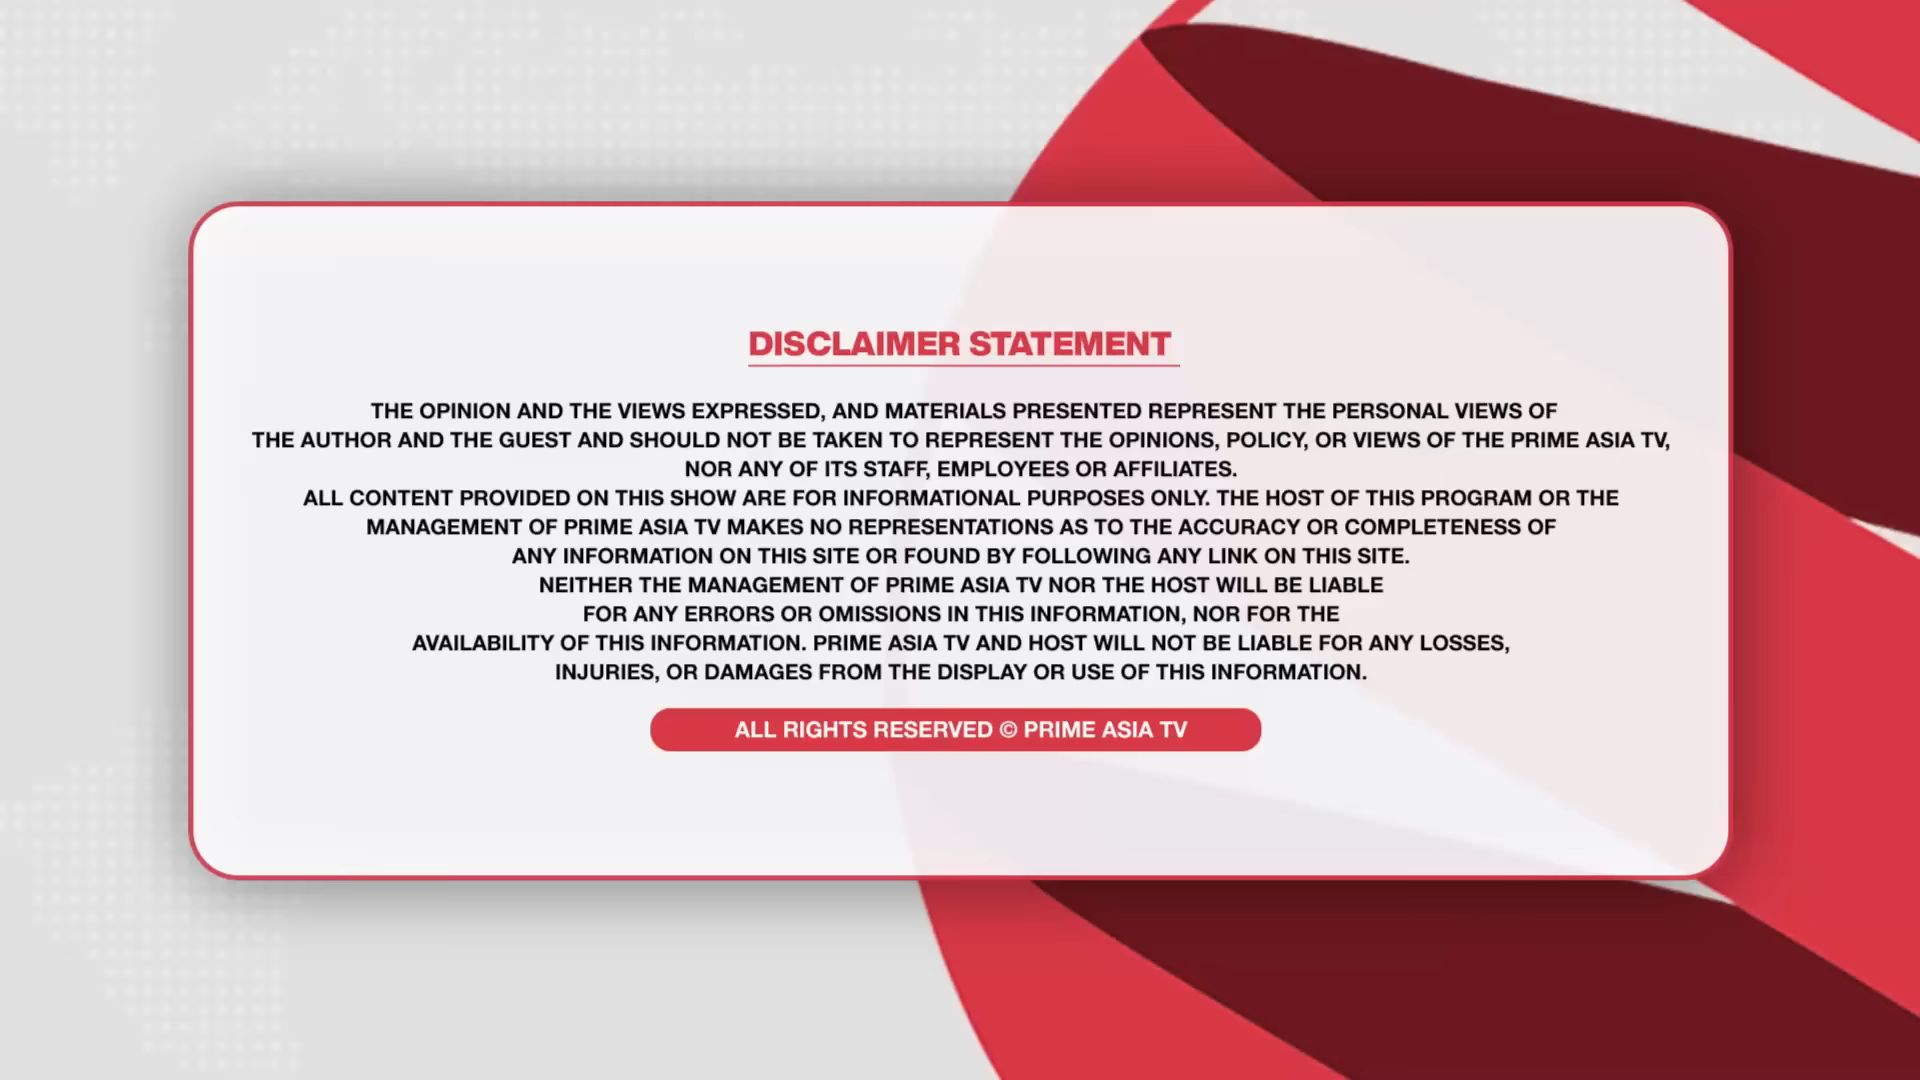 DISCLAIMER STATEMENT
THE OPINION AND THE VIEWS EXPRESSED, AND MATERIALS PRESENTED REPRESENT THE PERSONAL VIEWS OF
THE AUTHOR AND THE GUEST AND SHOULD NOT BE TAKEN TO REPRESENT THE OPINIONS, POLICY, OR VIEWS OF THE PRIME ASIA TV,
NOR ANY OF ITS STAFF, EMPLOYEES OR AFFILIATES.
ALL CONTENT PROVIDED ON THIS SHOW ARE FOR INFORMATIONAL PURPOSES ONLY. THE HOST OF THIS PROGRAM OR THE
MANAGEMENT OF PRIME ASIA TV MAKES NO REPRESENTATIONS AS TO THE ACCURACY OR COMPLETENESS OF
ANY INFORMATION ON THIS SITE OR FOUND BY FOLLOWING ANY LINK ON THIS SITE.
NEITHER THE MANAGEMENT OF PRIME ASIA TV NOR THE HOST WILL BE LIABLE
FOR ANY ERRORS OR OMISSIONS IN THIS INFORMATION, NOR FOR THE
AVAILABILITY OF THIS INFORMATION. PRIME ASIA TV AND HOST WILL NOT BE LIABLE FOR ANY LOSSES,
INJURIES, OR DAMAGES FROM THE DISPLAY OR USE OF THIS INFORMATION.
ALL RIGHTS RESERVED © PRIME ASIA TV